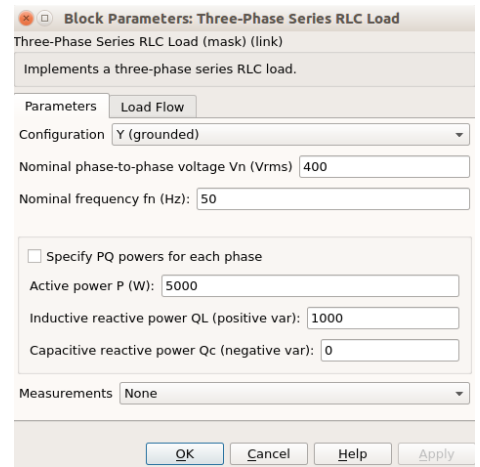 Block Parameters: Three-Phase Series RLC Load
Three-Phase Series RLC Load (mask) (link)
Implements a three-phase series RLC load.
Parameters Load Flow
Configuration Y (grounded)
Nominal phase-to-phase voltage Vn (Vrms) 400
Nominal frequency fn (Hz): 50
Specify PQ powers for each phase
Active power P (W): 5000
Inductive reactive power QL (positive var): 1000
Capacitive reactive power Qc (negative var): 0
Measurements None
OK Cancel Help Apply